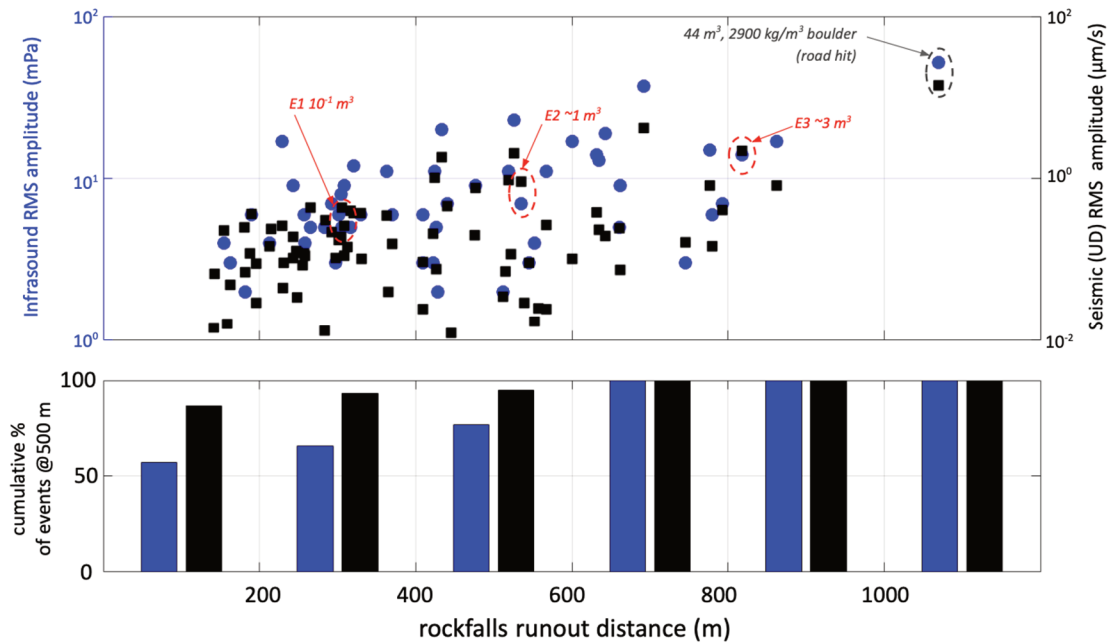 Infrasound RMS amplitude (mPa)
10²
10¹
10⁰
44 m³, 2900 kg/m³ boulder
(road hit)
E1 10⁻¹ m³
E2 ~1 m³
E3 ~3 m³
10²
10⁰
10⁻²
Seismic (UD) RMS amplitude (μm/s)
cumulative %
of events @500 m
100
50
0
200 400 600 800 1000
rockfalls runout distance (m)